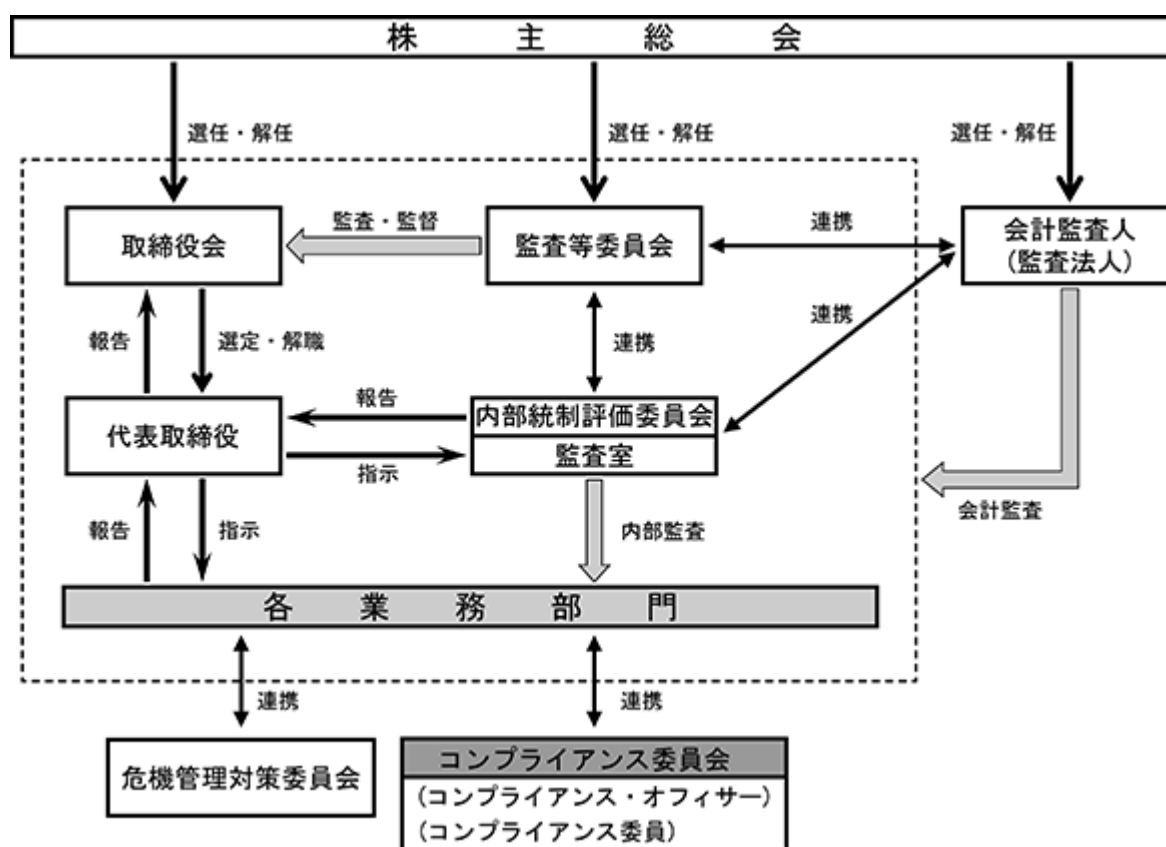 株主総会
選任・解任
選任・解任
選任・解任
取締役会
監査・監督
監査等委員会
連携
会計監査人
(監査法人)
報告
選定・解職
連携
連携
代表取締役
報告
指示
内部統制評価委員会
監査室
会計監査
報告
指示
内部監査
各業務部門
連携
連携
危機管理対策委員会
コンプライアンス委員会
(コンプライアンス・オフィサー)
(コンプライアンス委員)